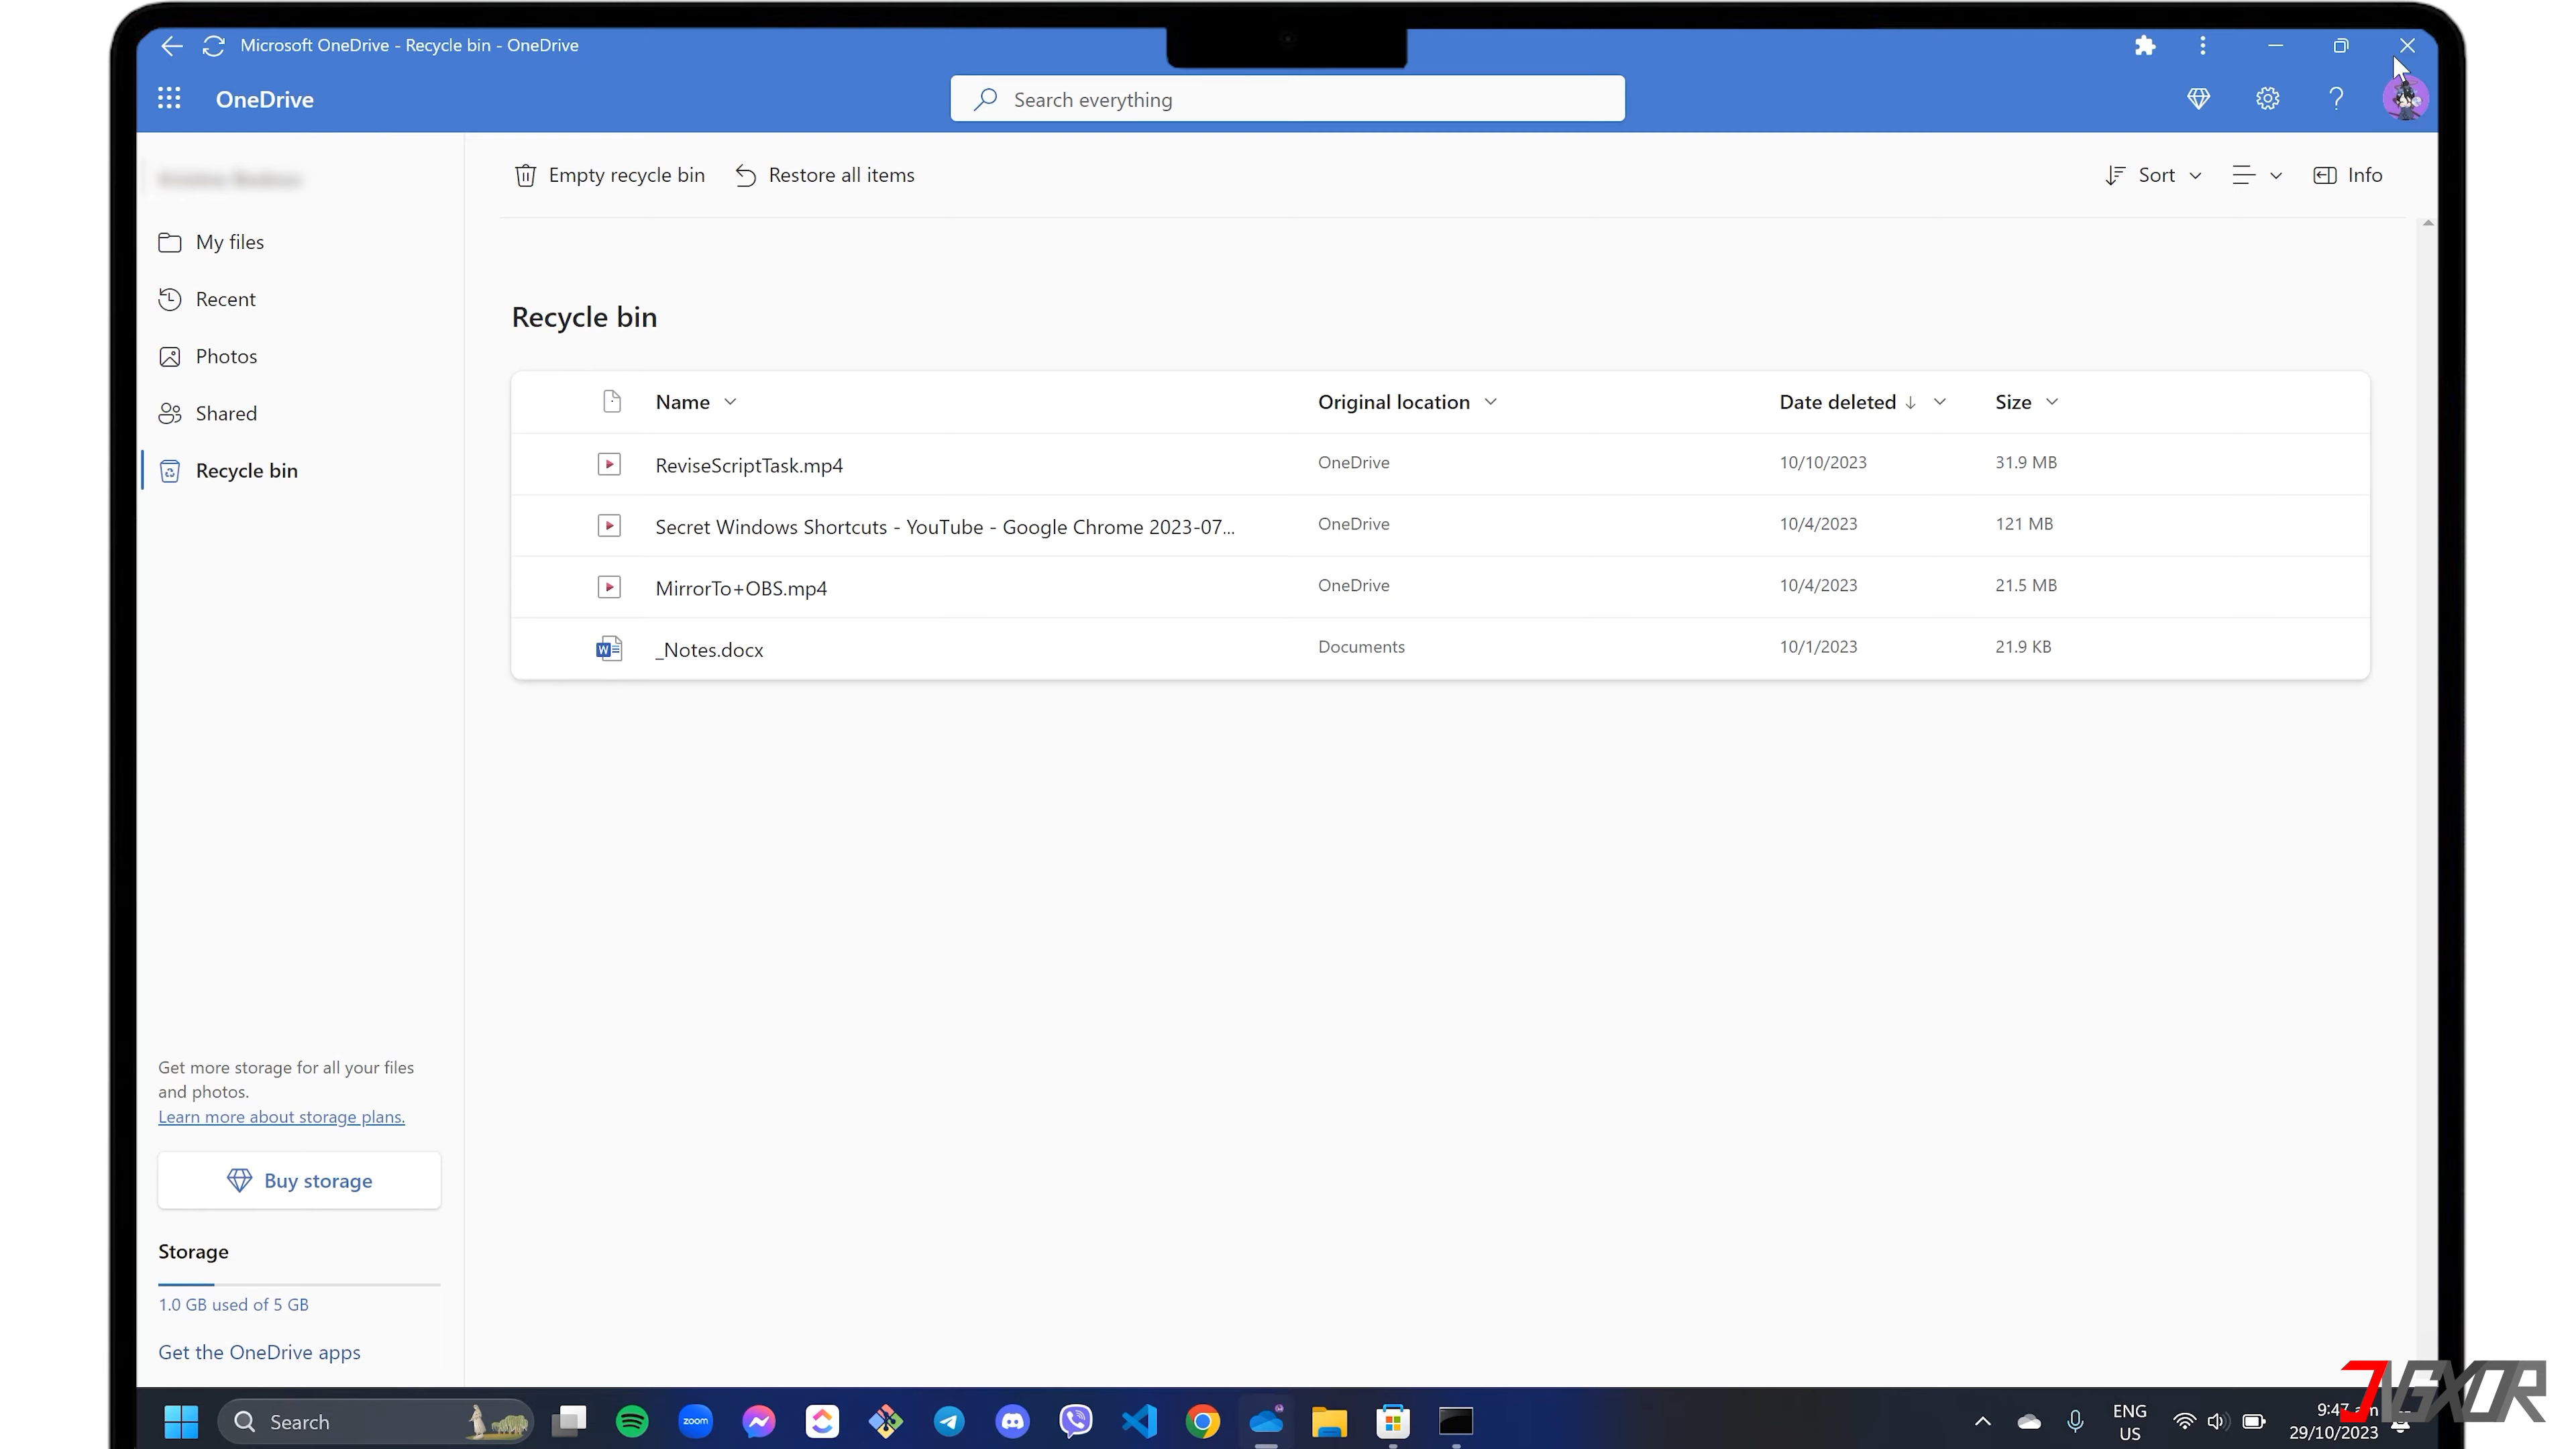 Microsoft OneDrive - Recycle bin - OneDrive
OneDrive
Search everything
Empty recycle bin
Restore all items
Sort
Info
My files
Recent
Photos
Shared
Recycle bin
Recycle bin
Name Original location Date deleted Size
ReviseScriptTask.mp4 OneDrive 10/10/2023 31.9 MB
Secret Windows Shortcuts - YouTube - Google Chrome 2023-07... OneDrive 10/4/2023 121 MB
MirrorTo+OBS.mp4 OneDrive 10/4/2023 21.5 MB
_Notes.docx Documents 10/1/2023 21.9 KB
Get more storage for all your files
and photos.
Learn more about storage plans.
Buy storage
Storage
1.0 GB used of 5 GB
Get the OneDrive apps
Search
zoom
ENG
US
9:47
29/10/2023